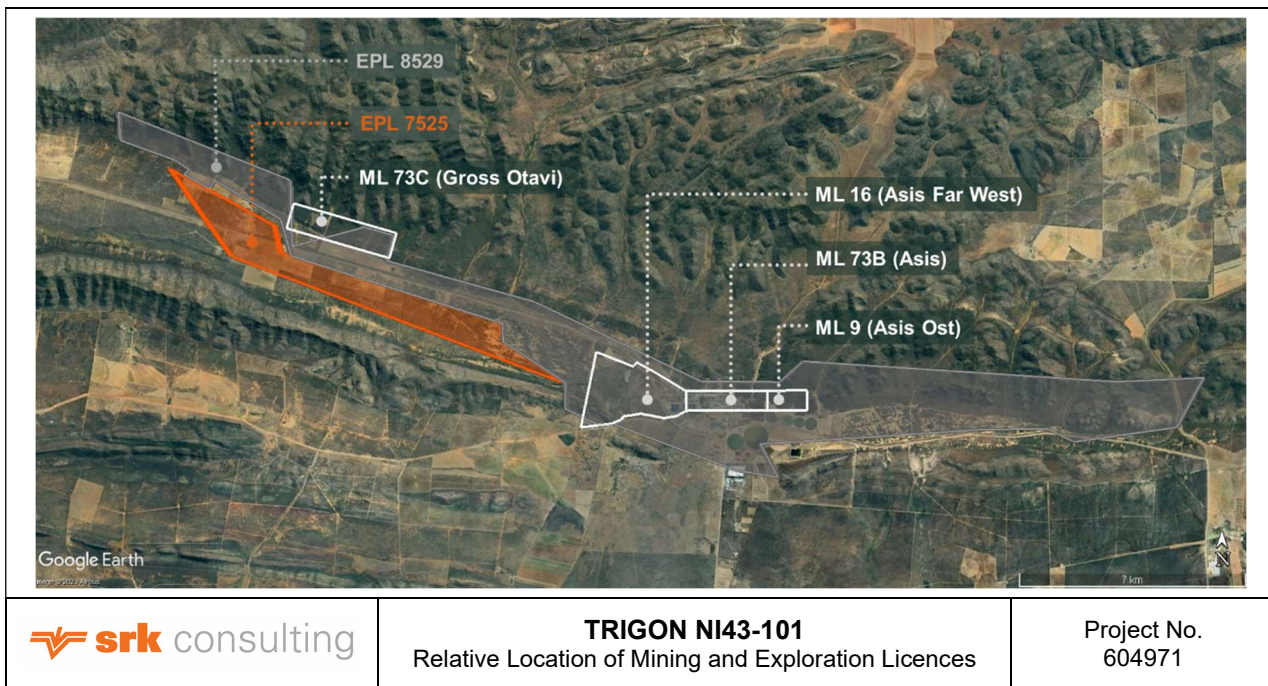 EPL 8529
EPL 7525
ML 73C (Gross Otavi)
ML 16 (Asis Far West)
ML 73B (Asis)
ML 9 (Asis Ost)
Google Earth
N
7 km
srk consulting
TRIGON NI43-101
Relative Location of Mining and Exploration Licences
Project No.
604971